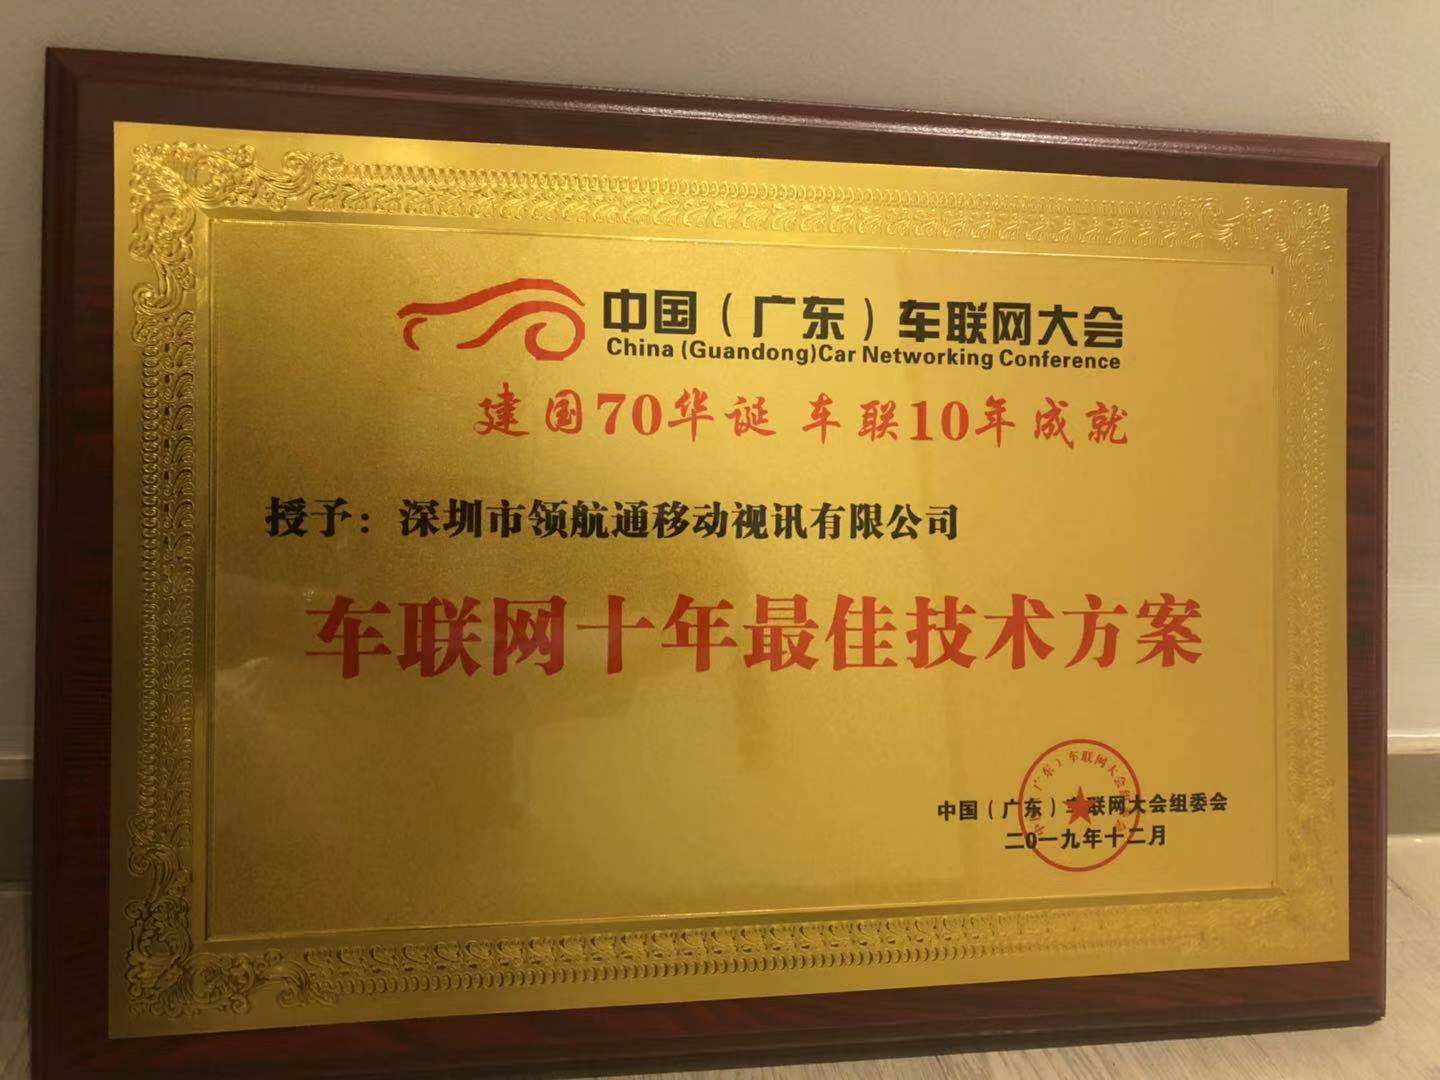 中国（广东）车联网大会
China (Guandong)Car Networking Conference
建国70华诞 车联10年成就
授予：深圳市领航通移动视讯有限公司
车联网十年最佳技术方案
中国（广东）车联网大会组委会
二0一九年十二月